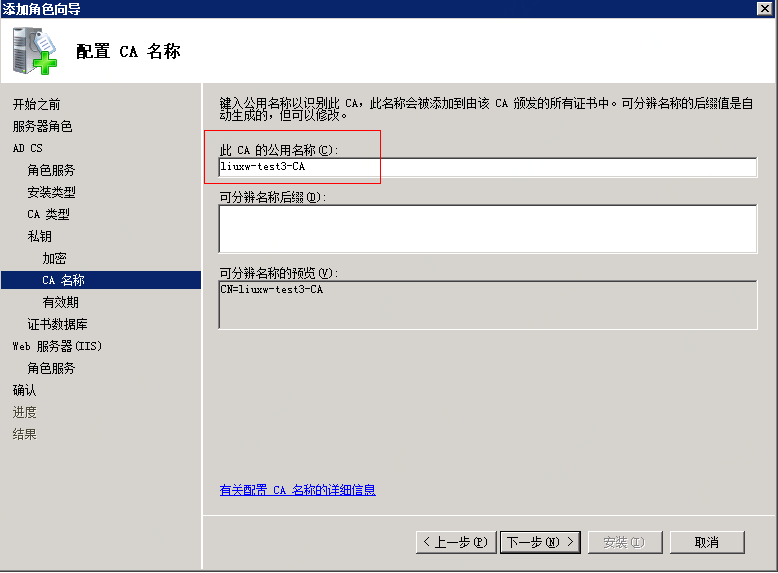 添加角色向导
配置 CA 名称
开始之前
服务器角色
AD CS
角色服务
安装类型
CA 类型
私钥
加密
CA 名称
有效期
证书数据库
Web 服务器(IIS)
角色服务
确认
进度
结果
键入公用名称以识别此 CA，此名称会被添加到由该 CA 颁发的所有证书中。可分辨名称的后缀值是自
动生成的，但可以修改。
此 CA 的公用名称(C):
liuxw-test3-CA
可分辨名称后缀(D):
可分辨名称的预览(V):
CN=liuxw-test3-CA
有关配置 CA 名称的详细信息
< 上一步(P)
下一步(N) >
安装(I)
取消